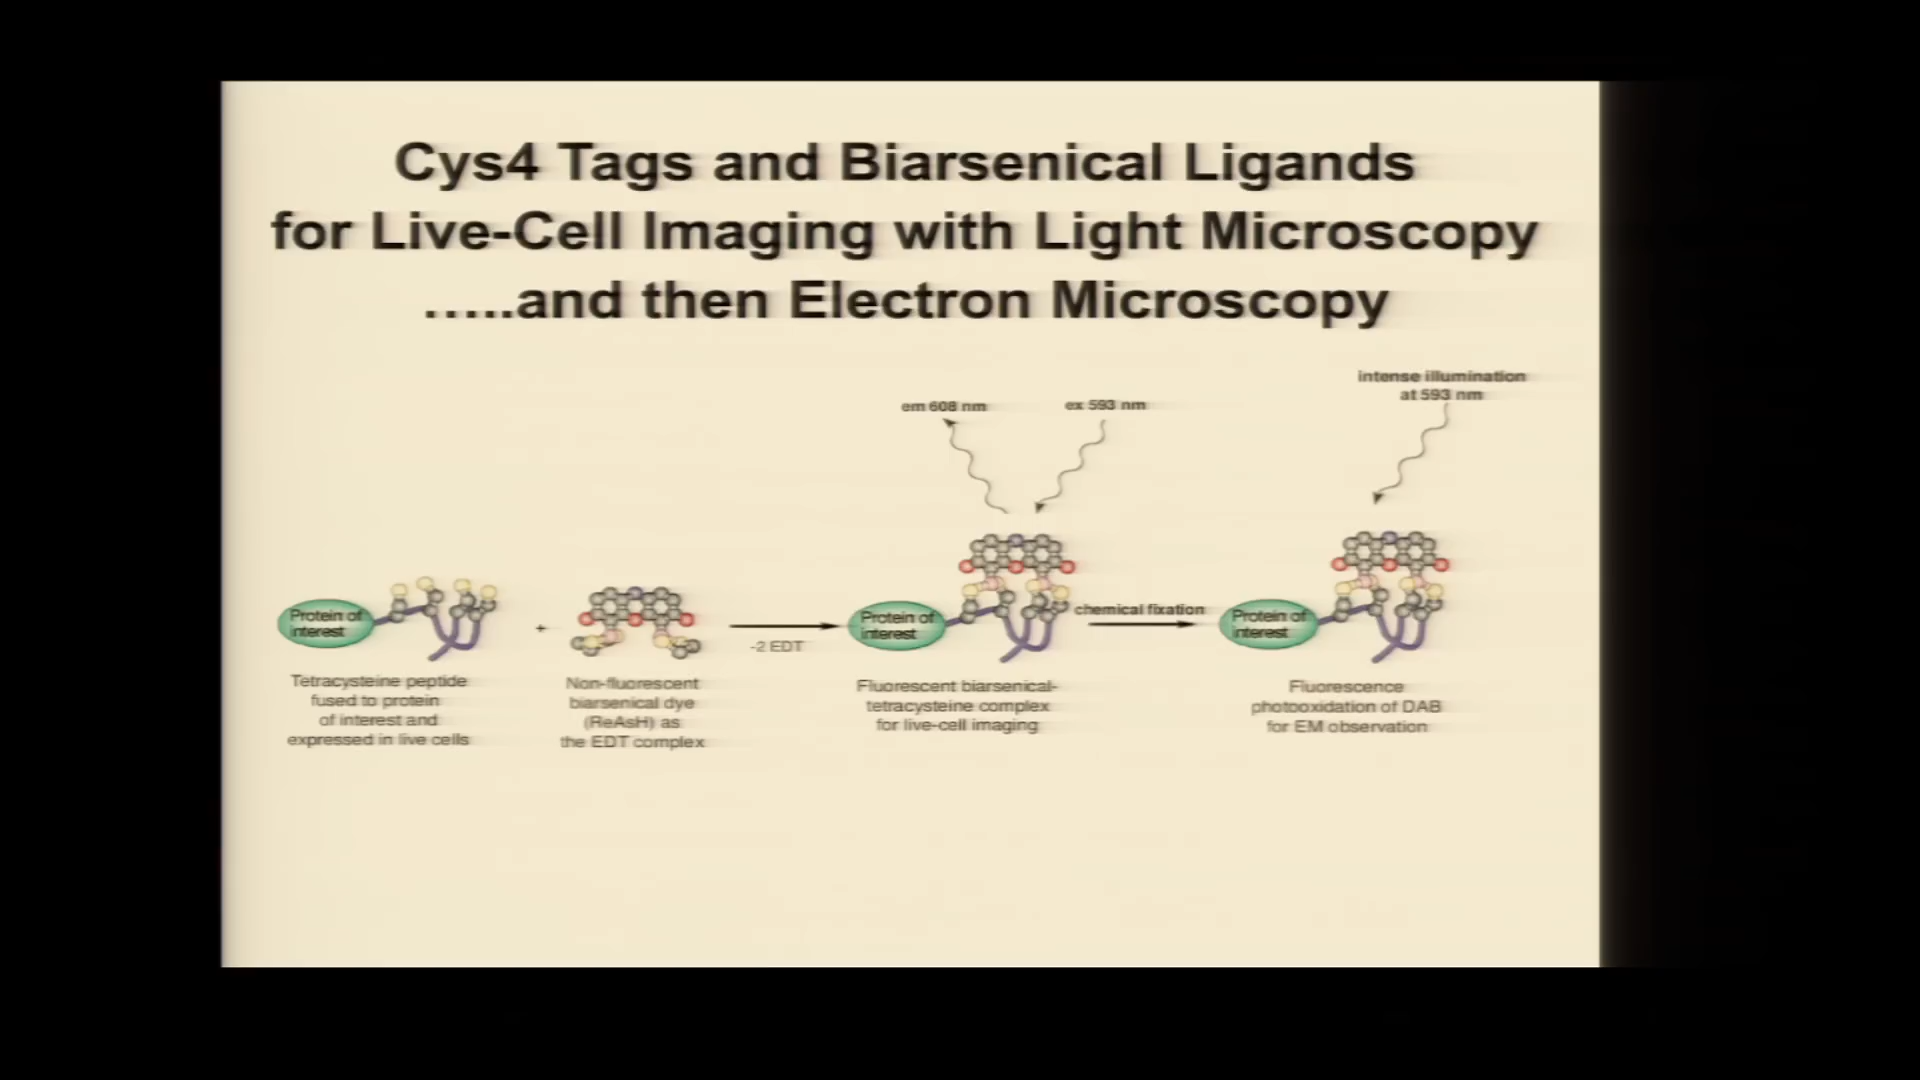 Cys4 Tags and Biarsenical Ligands
for Live-Cell Imaging with Light Microscopy
.....and then Electron Microscopy
intense illumination
at 593 nm
em 608 nm
ex 593 nm
Protein of
interest
+
-2 EDT
Protein of
interest
chemical fixation
Protein of
interest
Tetracysteine peptide
fused to protein
of interest and
expressed in live cells
Non-fluorescent
biarsenical dye
(ReAsH) as
the EDT complex
Fluorescent biarsenical-
tetracysteine complex
for live-cell imaging
Fluorescence
photooxidation of DAB
for EM observation